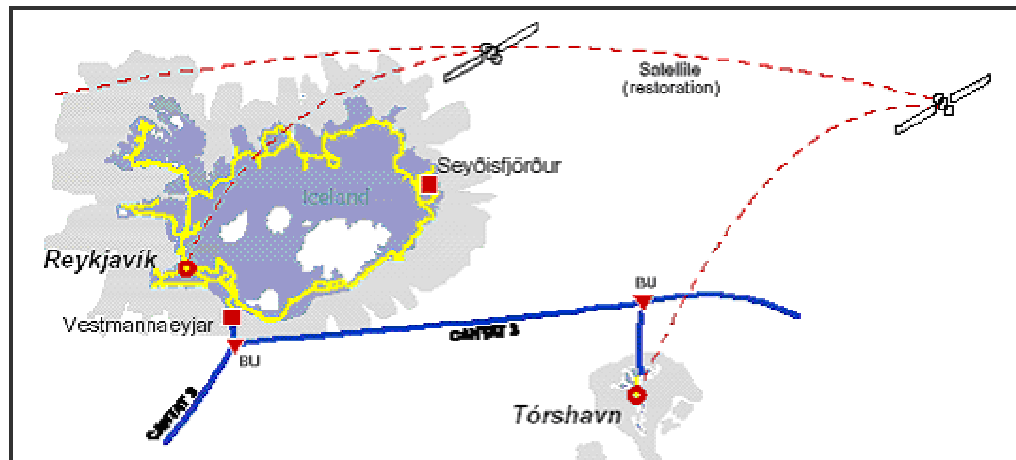 Satellite
(restoration)
Seyðisfjörður
Iceland
Reykjavík
BU
Vestmannaeyjar
CANTAT 3
BU
CANTAT 3
Tórshavn